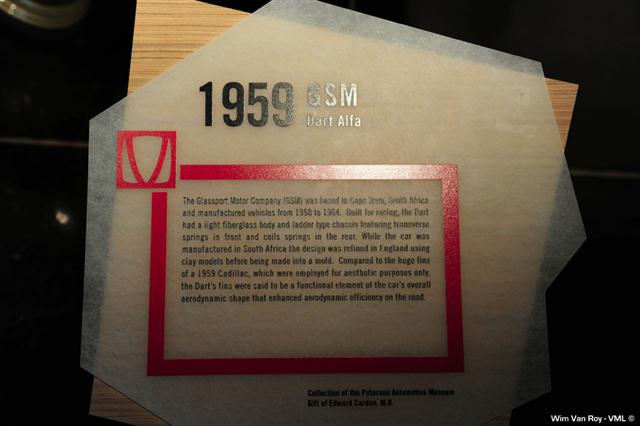 1959 GSM
Dart Alfa
The Glassport Motor Company (GSM) was based in Cape Town, South Africa
and manufactured vehicles from 1958 to 1964. Built for racing, the Dart
had a light fiberglass body and ladder type chassis featuring transverse
springs in front and coils springs in the rear. While the car was
manufactured in South Africa the design was refined in England using
clay models before being made into a mold. Compared to the huge fins
of a 1959 Cadillac, which were employed for aesthetic purposes only,
the Dart's fins were said to be a functional element of the car's overall
aerodynamic shape that enhanced aerodynamic efficiency on the road.
Collection of the Petersen Automotive Museum
Gift of Edward Cardon, M.D.
Wim Van Roy - VML ©